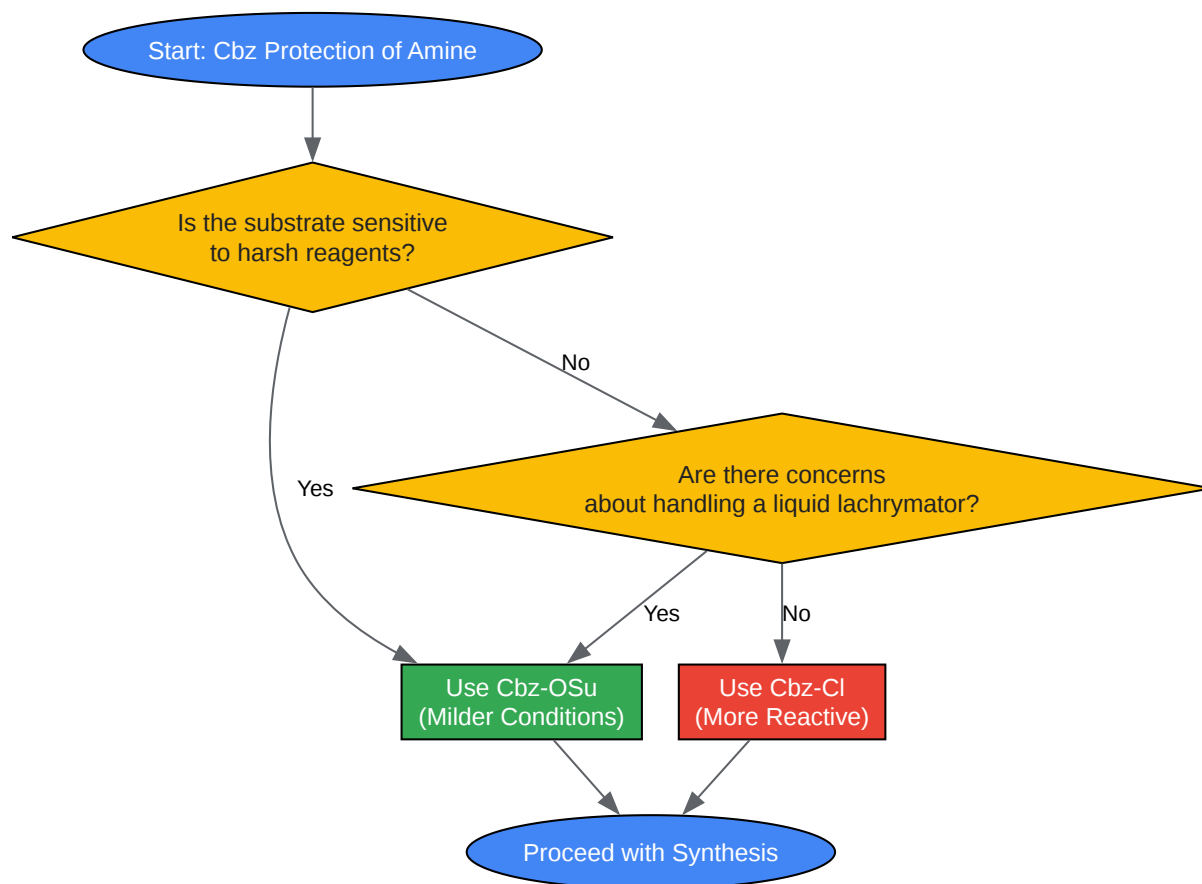 Start: Cbz Protection of Amine
Is the substrate sensitive
to harsh reagents?
No
Are there concerns
about handling a liquid lachrymator?
Yes
Yes
No
Use Cbz-OSu
(Milder Conditions)
Use Cbz-Cl
(More Reactive)
Proceed with Synthesis